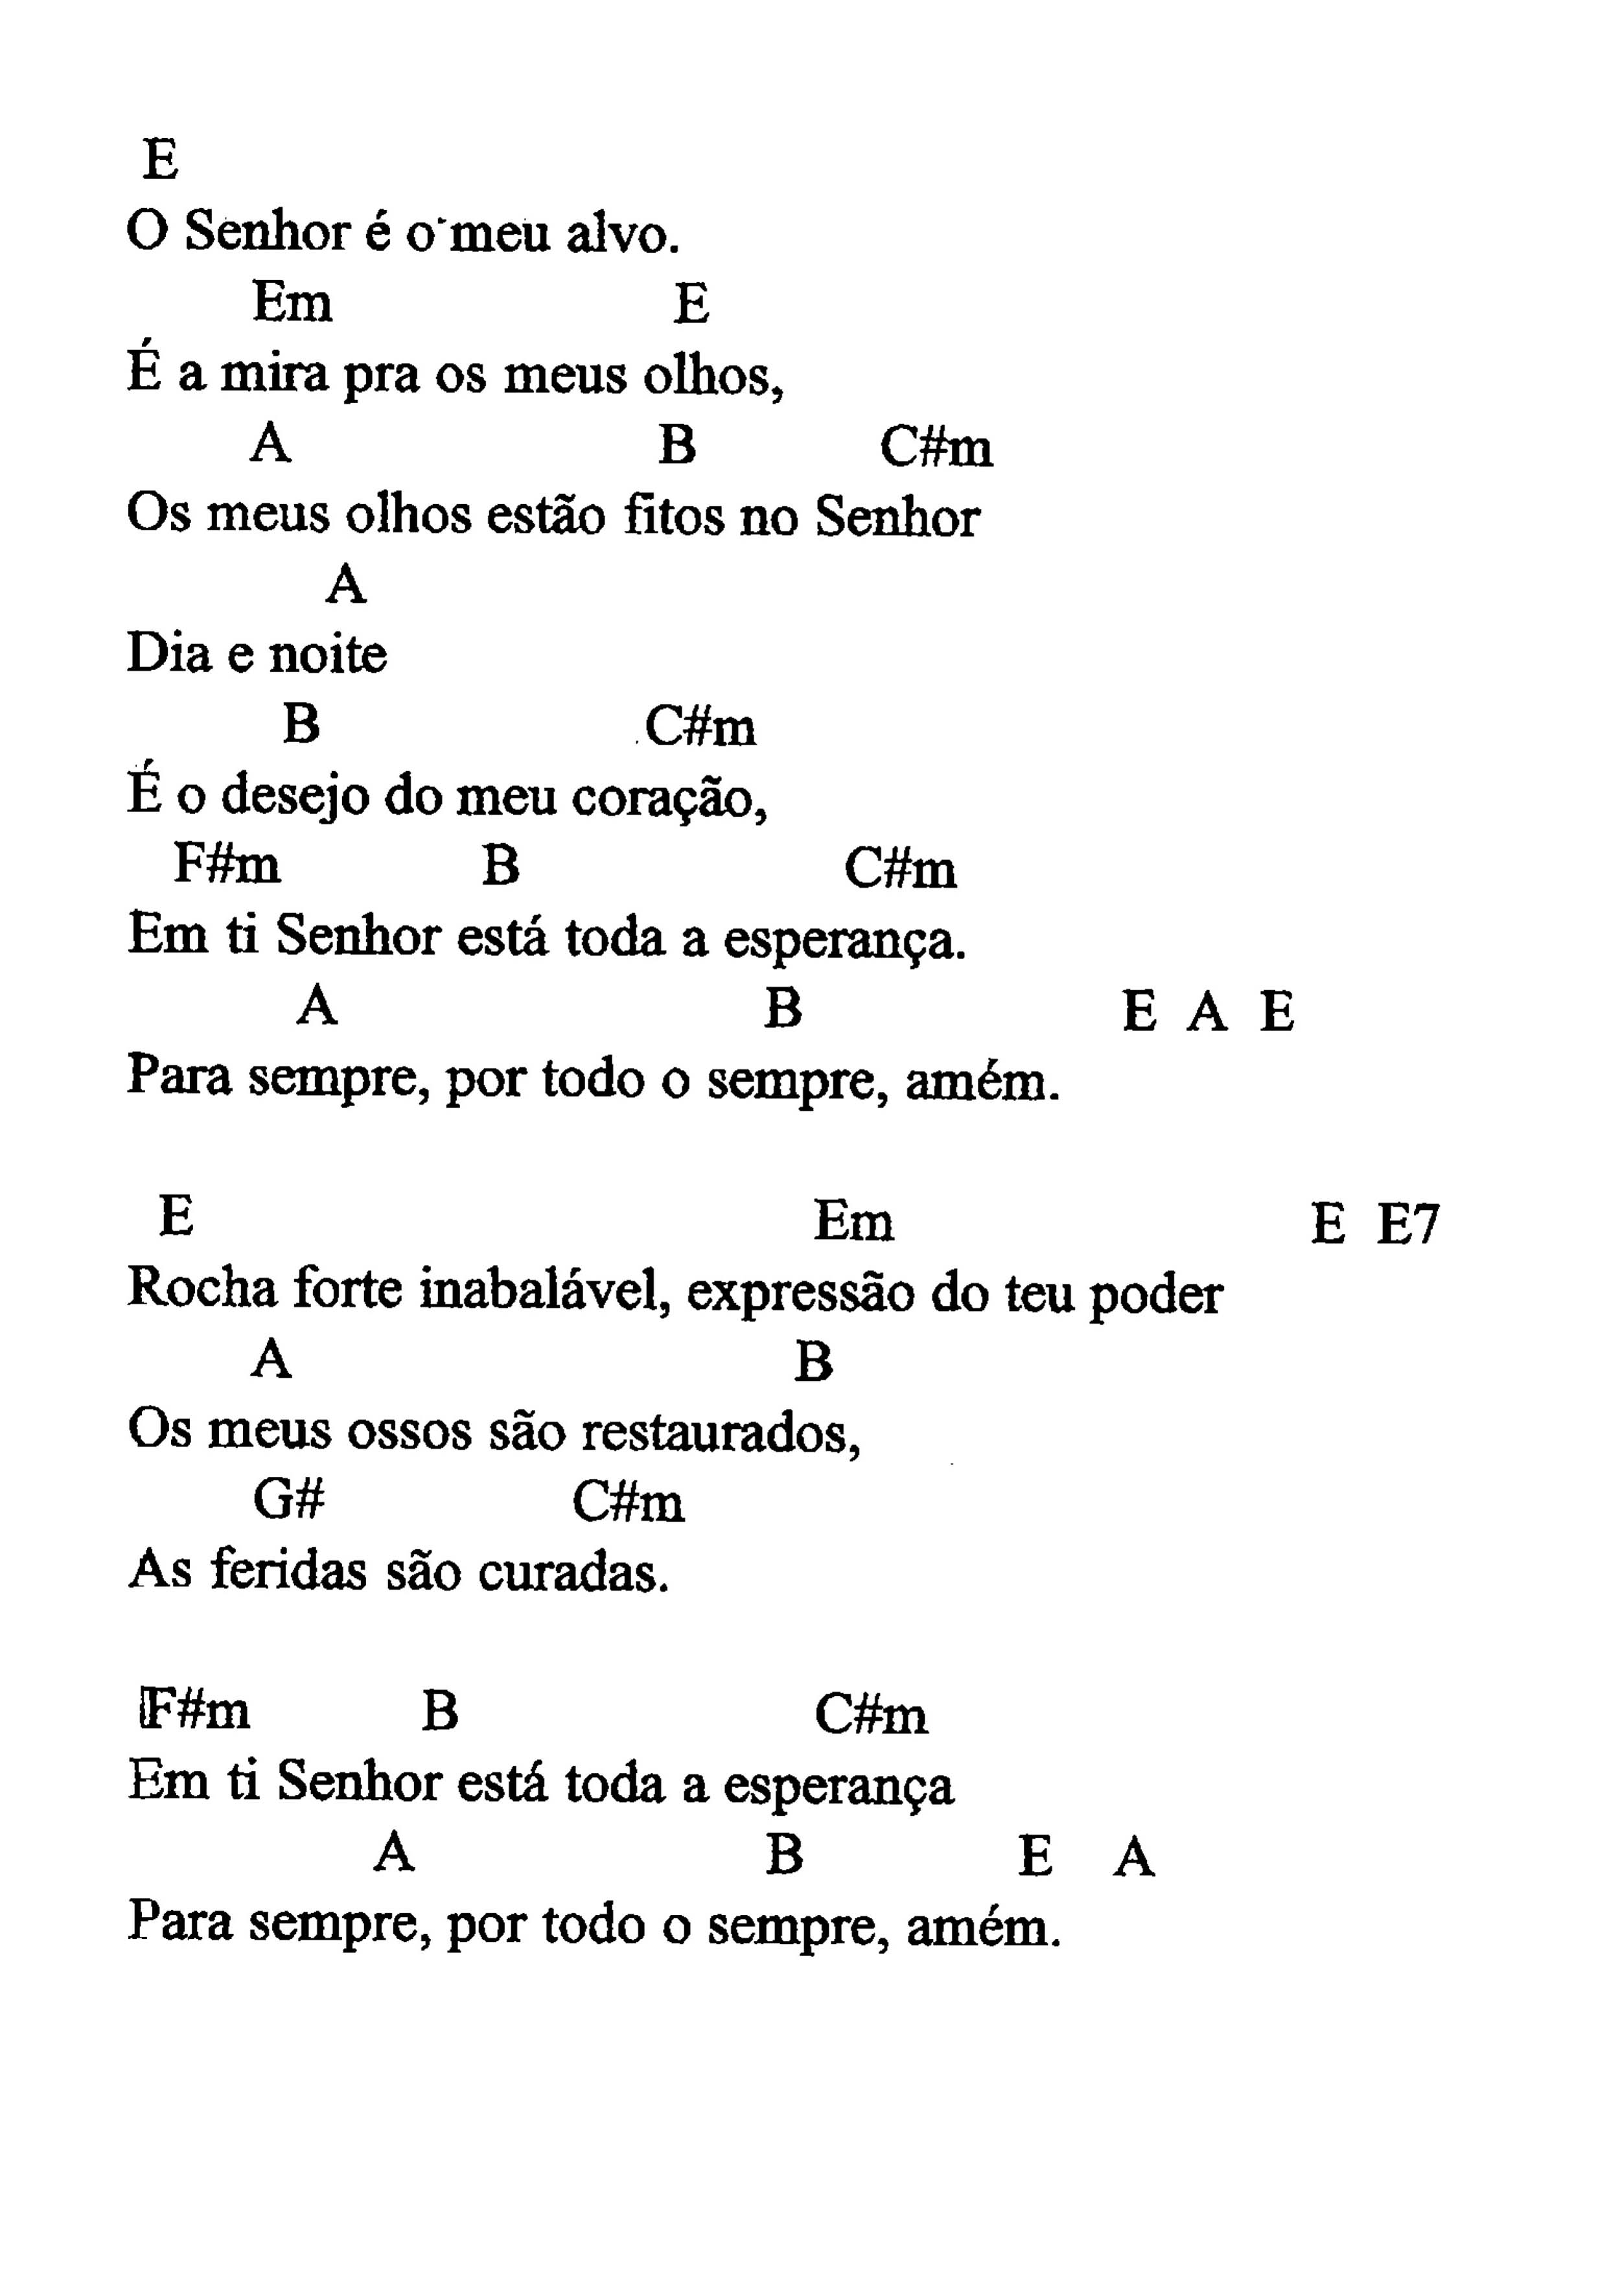 E
O Senhor é o meu alvo.
Em E
É a mira pra os meus olhos,
A B C#m
Os meus olhos estão fitos no Senhor
A
Dia e noite
B C#m
É o desejo do meu coração,
F#m B C#m
Em ti Senhor está toda a esperança.
A B E A E
Para sempre, por todo o sempre, amém.
E Em E E7
Rocha forte inabalável, expressão do teu poder
A B
Os meus ossos são restaurados,
G# C#m
As feridas são curadas.
F#m B C#m
Em ti Senhor está toda a esperança
A B E A
Para sempre, por todo o sempre, amém.